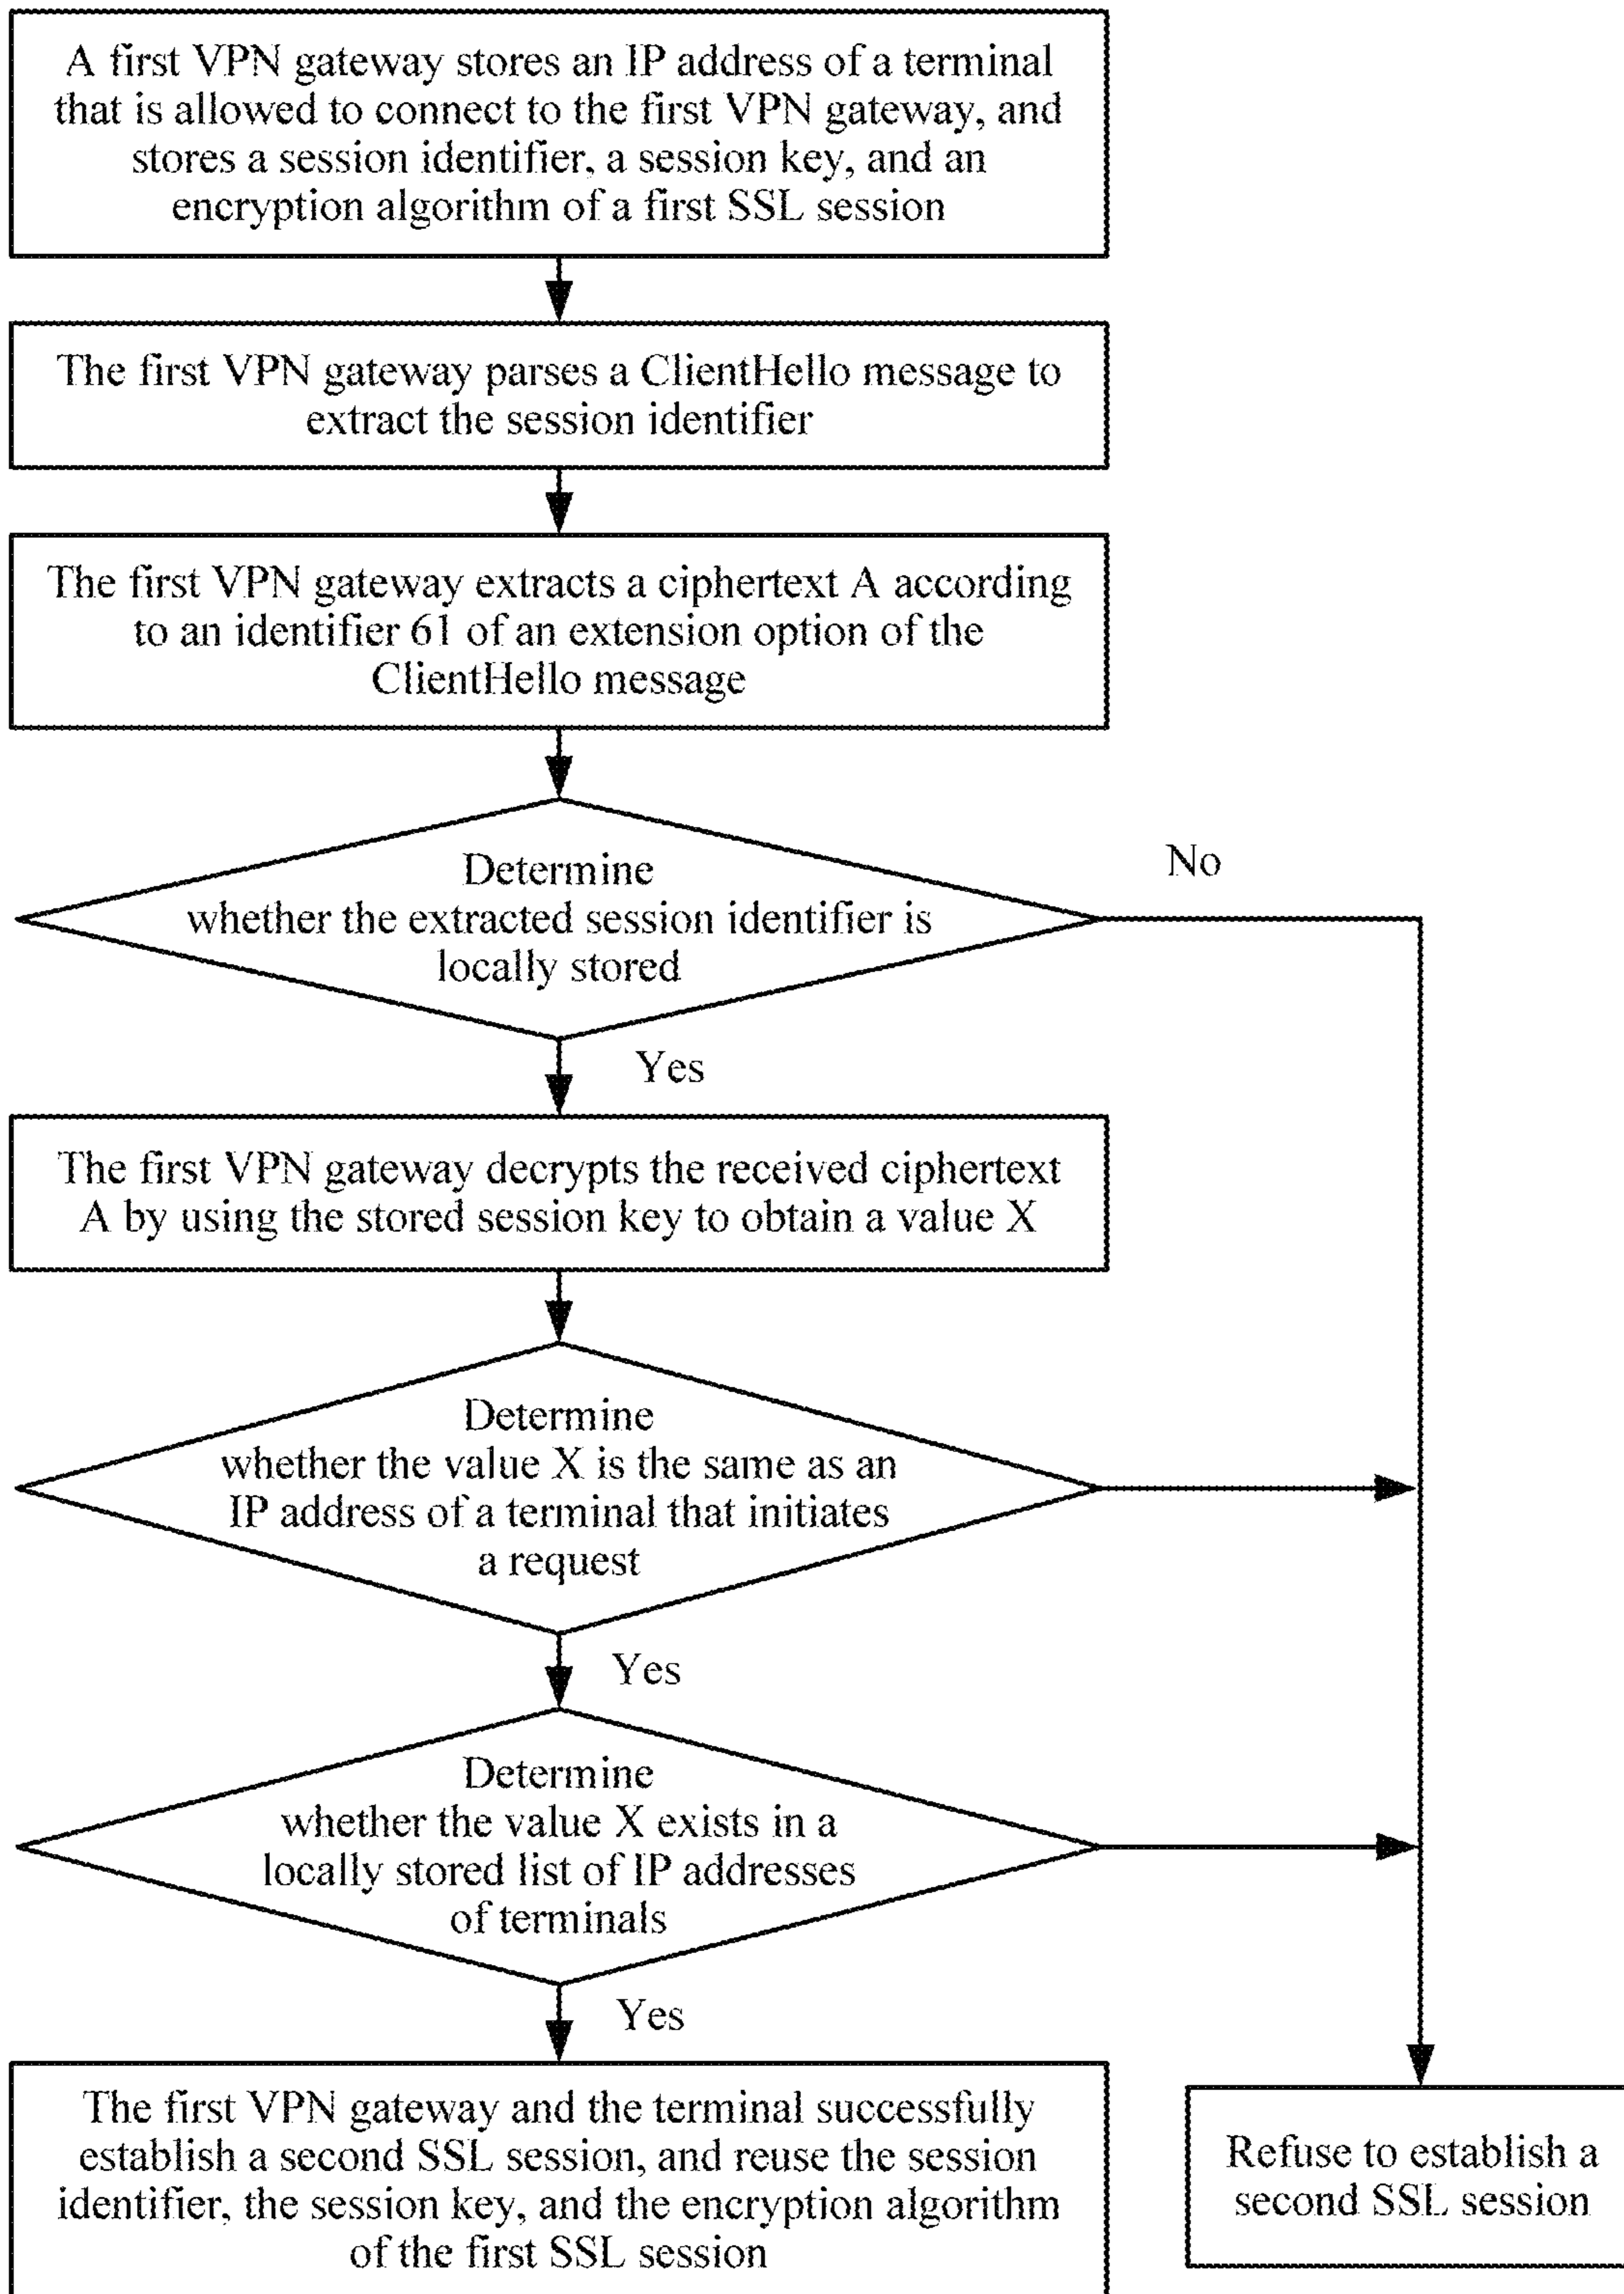 A first VPN gateway stores an IP address of a terminal
that is allowed to connect to the first VPN gateway, and
stores a session identifier, a session key, and an
encryption algorithm of a first SSL session
The first VPN gateway parses a ClientHello message to
extract the session identifier
The first VPN gateway extracts a ciphertext A according
to an identifier 61 of an extension option of the
ClientHello message
Determine
whether the extracted session identifier is
locally stored
No
Yes
The first VPN gateway decrypts the received ciphertext
A by using the stored session key to obtain a value X
Determine
whether the value X is the same as an
IP address of a terminal that initiates
a request
Yes
Determine
whether the value X exists in a
locally stored list of IP addresses
of terminals
Yes
The first VPN gateway and the terminal successfully
establish a second SSL session, and reuse the session
identifier, the session key, and the encryption algorithm
of the first SSL session
Refuse to establish a
second SSL session